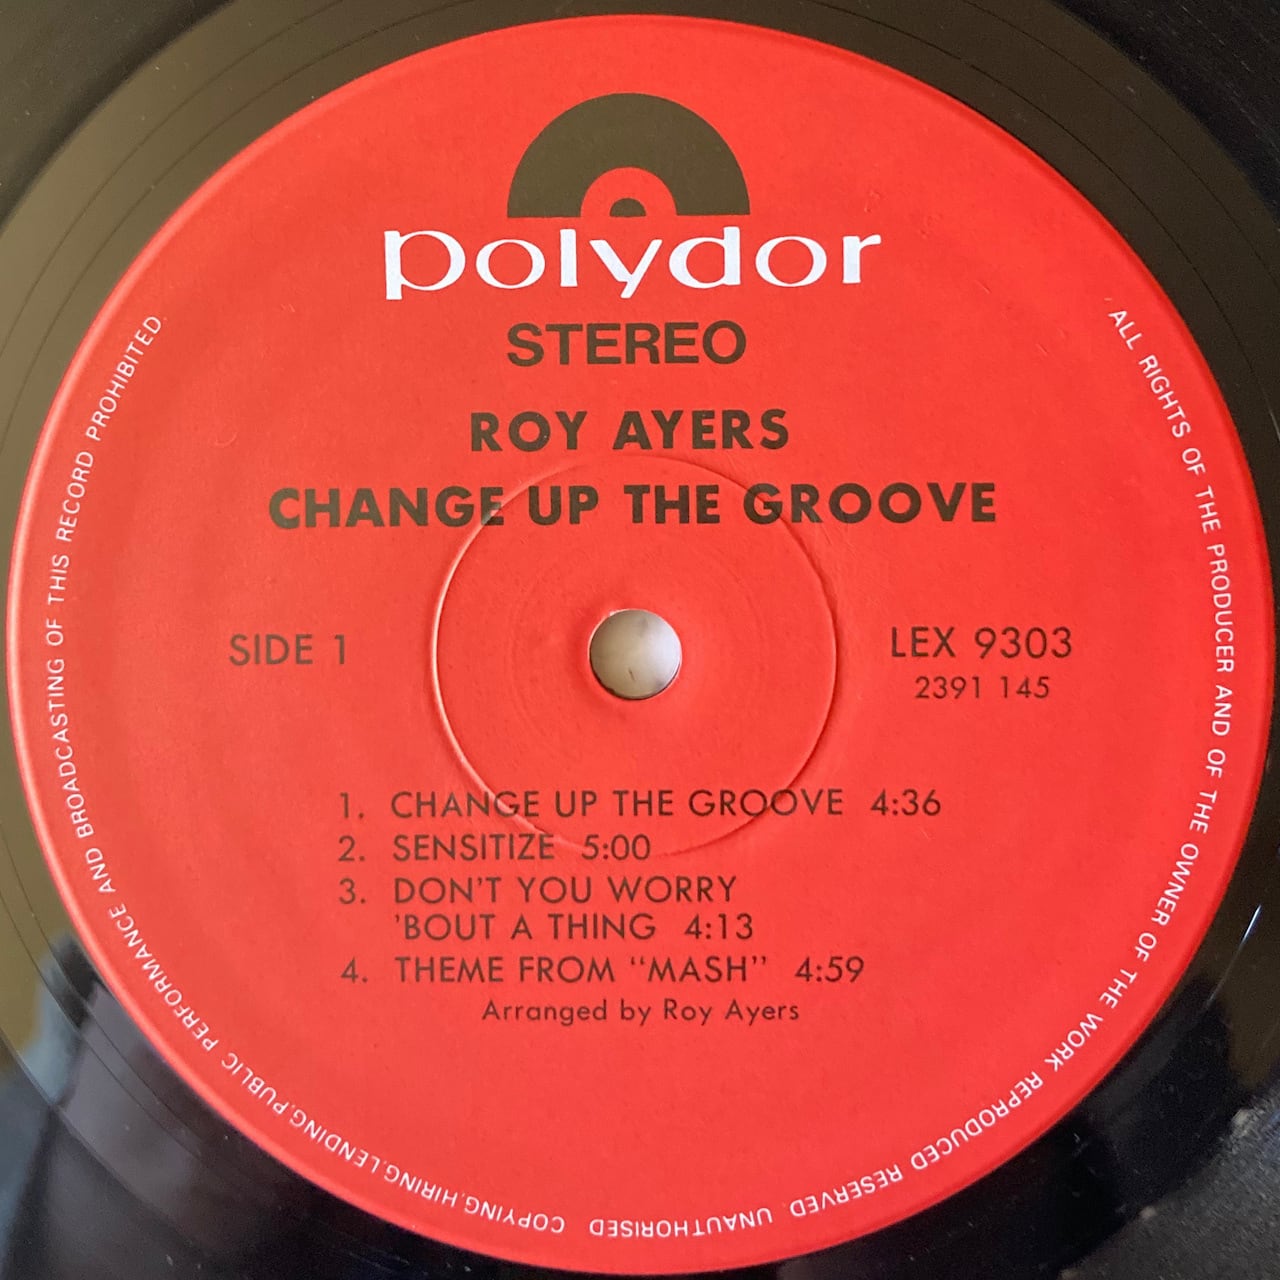 polydor
STEREO
ROY AYERS
CHANGE UP THE GROOVE
SIDE 1
LEX 9303
2391 145
1. CHANGE UP THE GROOVE 4:36
2. SENSITIZE 5:00
3. DON'T YOU WORRY
'BOUT A THING 4:13
4. THEME FROM “MASH” 4:59
Arranged by Roy Ayers
ALL RIGHTS OF THE PRODUCER AND OF THE OWNER OF THE WORK REPRODUCED RESERVED. UNAUTHORISED COPYING,HIRING,LENDING,PUBLIC PERFORMANCE AND BROADCASTING OF THIS RECORD PROHIBITED.